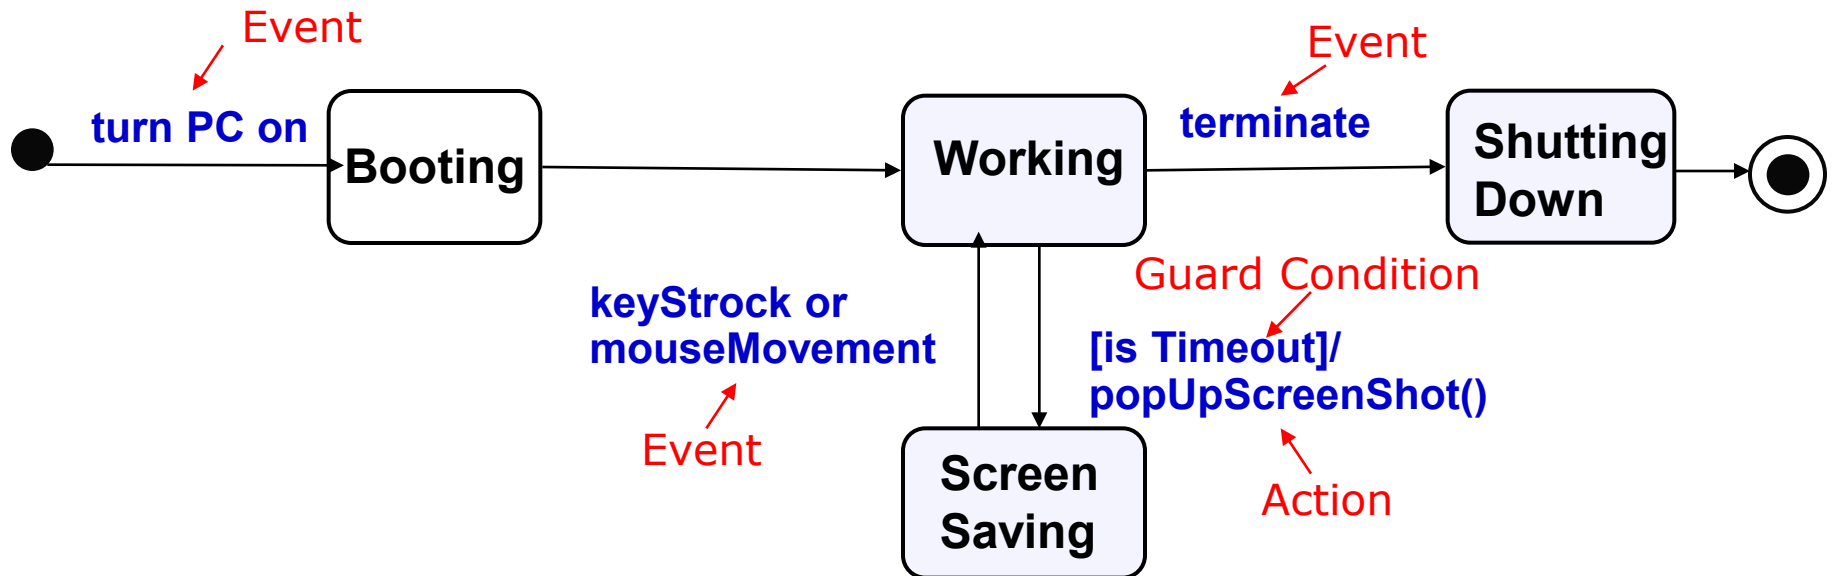 Event
Event
turn PC on
terminate
Booting
Working
Shutting
Down
Guard Condition
keyStrock or
mouseMovement
[is Timeout]/
popUpScreenShot()
Event
Screen
Saving
Action